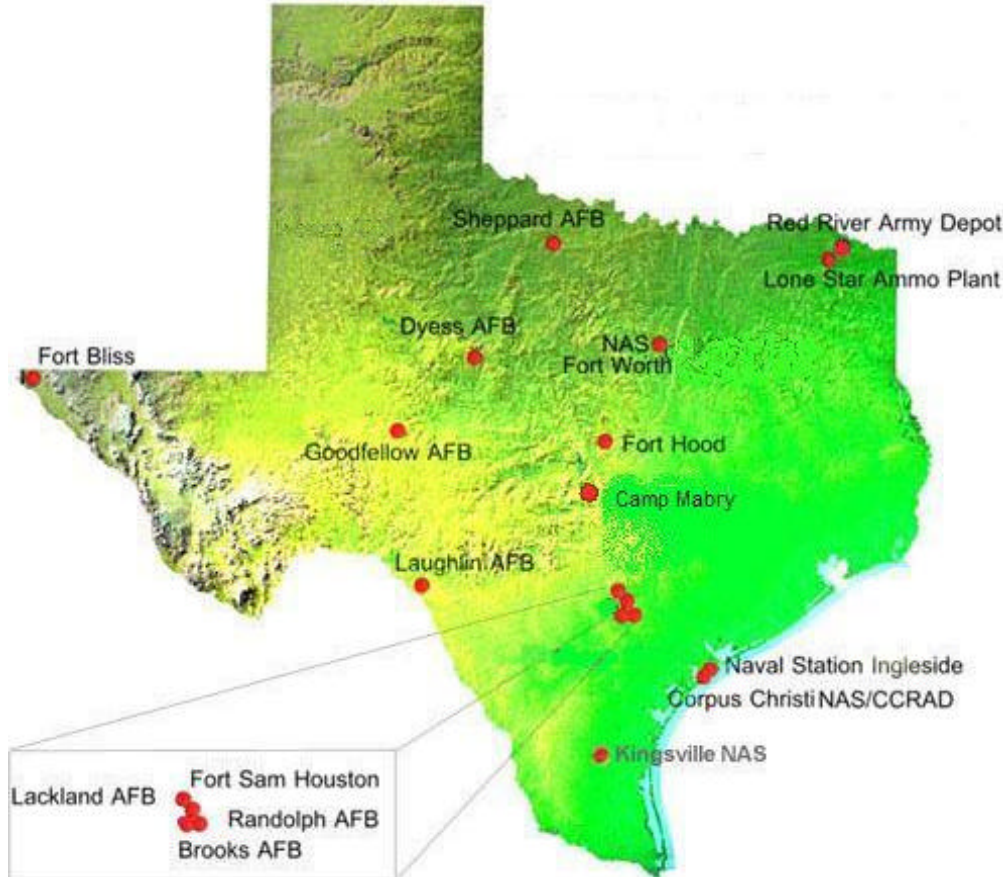 Sheppard AFB
Red River Army Depot
Lone Star Ammo Plant
Dyess AFB
NAS
Fort Worth
Fort Bliss
Goodfellow AFB
Fort Hood
Camp Mabry
Laughlin AFB
Naval Station Ingleside
Corpus Christi NAS/CCRAD
Kingsville NAS
Fort Sam Houston
Lackland AFB
Randolph AFB
Brooks AFB